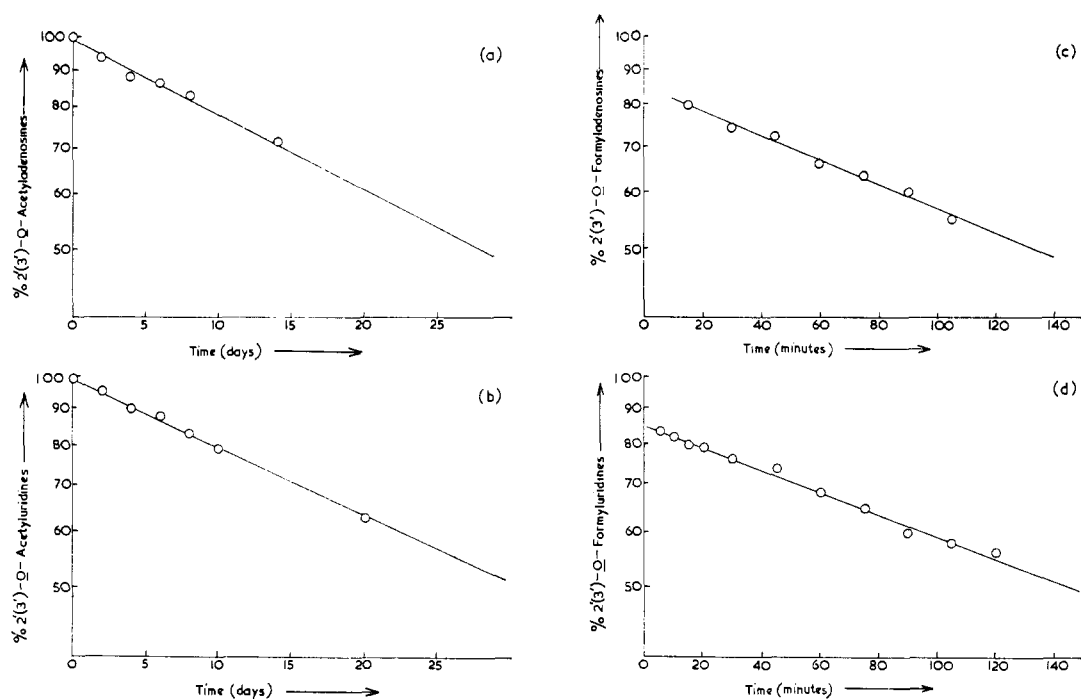 (a)
% 2'(3')-O-Acetyladenosines
100
90
80
70
60
50
0 5 10 15 20 25
Time (days)
(b)
% 2'(3')-O-Acetyluridines
100
90
80
70
60
50
0 5 10 15 20 25
Time (days)
(c)
% 2'(3')-O-Formyladenosines
100
90
80
70
60
50
0 20 40 60 80 100 120 140
Time (minutes)
(d)
% 2'(3')-O-Formyluridines
100
90
80
70
60
50
0 20 40 60 80 100 120 140
Time (minutes)